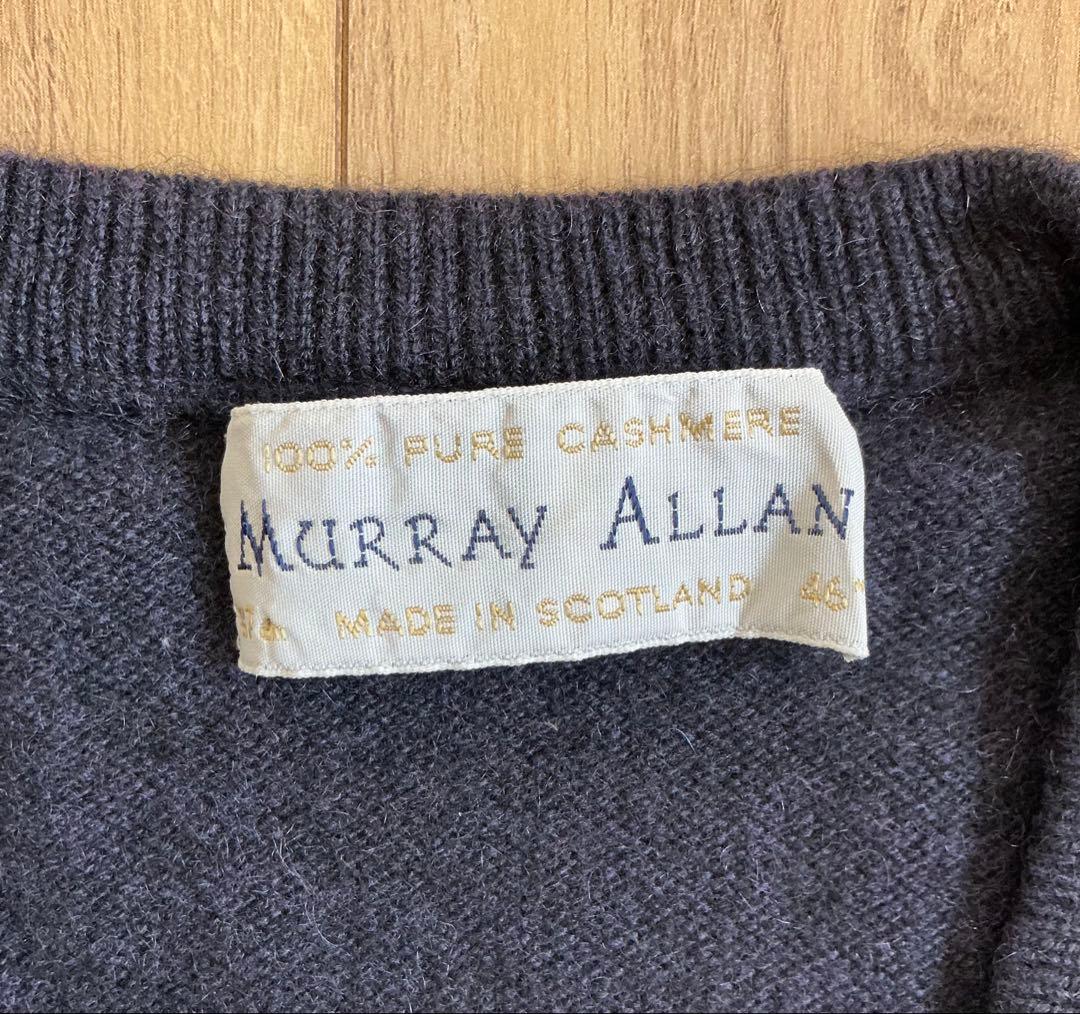 100% PURE CASHMERE
MURRAY ALLAN
MADE IN SCOTLAND 46"